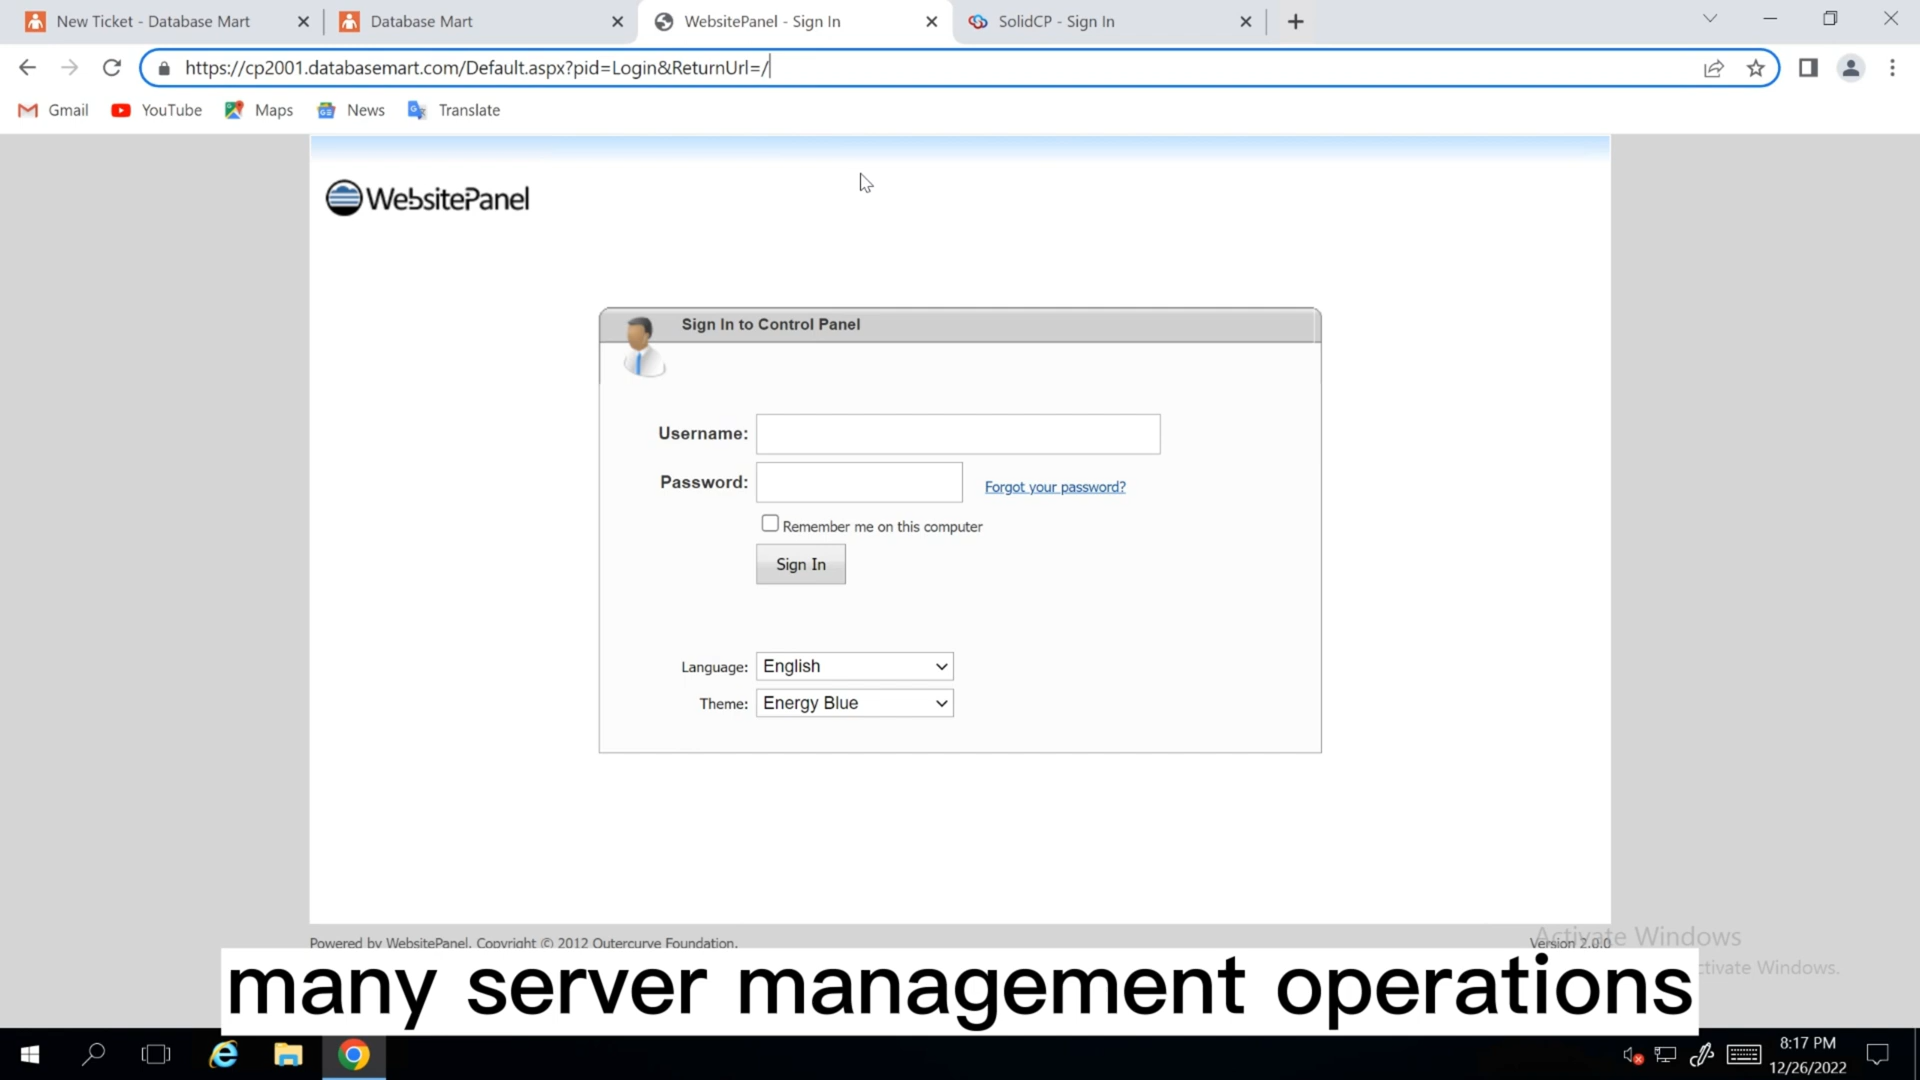 New Ticket - Database Mart
Database Mart
WebsitePanel - Sign In
SolidCP - Sign In
https://cp2001.databasemart.com/Default.aspx?pid=Login&ReturnUrl=/
Gmail
YouTube
Maps
News
Translate
WebsitePanel
Sign In to Control Panel
Username:
Password:
Forgot your password?
Remember me on this computer
Sign In
Language:
English
Theme:
Energy Blue
Powered by WebsitePanel. Copyright © 2012 Outercurve Foundation.
Version 2.0.0
Activate Windows
ctivate Windows.
many server management operations
8:17 PM
12/26/2022